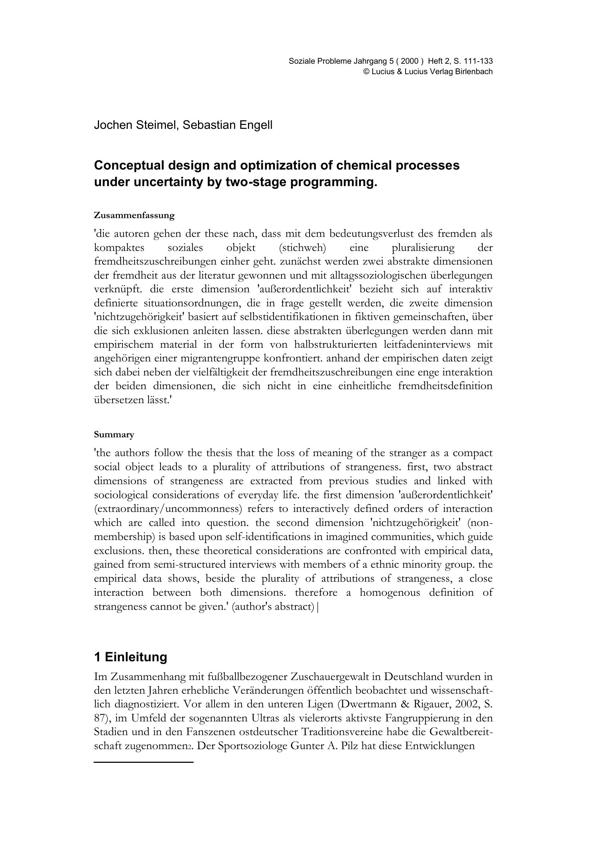 Soziale Probleme Jahrgang 5 ( 2000 ) Heft 2, S. 111-133
© Lucius & Lucius Verlag Birlenbach
Jochen Steimel, Sebastian Engell
Conceptual design and optimization of chemical processes
under uncertainty by two-stage programming.
Zusammenfassung
'die autoren gehen der these nach, dass mit dem bedeutungsverlust des fremden als
kompaktes soziales objekt (stichweh) eine pluralisierung der
fremdheitszuschreibungen einher geht. zunächst werden zwei abstrakte dimensionen
der fremdheit aus der literatur gewonnen und mit alltagssoziologischen überlegungen
verknüpft. die erste dimension 'außerordentlichkeit' bezieht sich auf interaktiv
definierte situationsordnungen, die in frage gestellt werden, die zweite dimension
'nichtzugehörigkeit' basiert auf selbstidentifikationen in fiktiven gemeinschaften, über
die sich exklusionen anleiten lassen. diese abstrakten überlegungen werden dann mit
empirischem material in der form von halbstrukturierten leitfadeninterviews mit
angehörigen einer migrantengruppe konfrontiert. anhand der empirischen daten zeigt
sich dabei neben der vielfältigkeit der fremdheitszuschreibungen eine enge interaktion
der beiden dimensionen, die sich nicht in eine einheitliche fremdheitsdefinition
übersetzen lässt.'
Summary
'the authors follow the thesis that the loss of meaning of the stranger as a compact
social object leads to a plurality of attributions of strangeness. first, two abstract
dimensions of strangeness are extracted from previous studies and linked with
sociological considerations of everyday life. the first dimension 'außerordentlichkeit'
(extraordinary/uncommonness) refers to interactively defined orders of interaction
which are called into question. the second dimension 'nichtzugehörigkeit' (non-
membership) is based upon self-identifications in imagined communities, which guide
exclusions. then, these theoretical considerations are confronted with empirical data,
gained from semi-structured interviews with members of a ethnic minority group. the
empirical data shows, beside the plurality of attributions of strangeness, a close
interaction between both dimensions. therefore a homogenous definition of
strangeness cannot be given.' (author's abstract)|
1 Einleitung
Im Zusammenhang mit fußballbezogener Zuschauergewalt in Deutschland wurden in
den letzten Jahren erhebliche Veränderungen öffentlich beobachtet und wissenschaft-
lich diagnostiziert. Vor allem in den unteren Ligen (Dwertmann & Rigauer, 2002, S.
87), im Umfeld der sogenannten Ultras als vielerorts aktivste Fangruppierung in den
Stadien und in den Fanszenen ostdeutscher Traditionsvereine habe die Gewaltbereit-
schaft zugenommen2. Der Sportsoziologe Gunter A. Pilz hat diese Entwicklungen